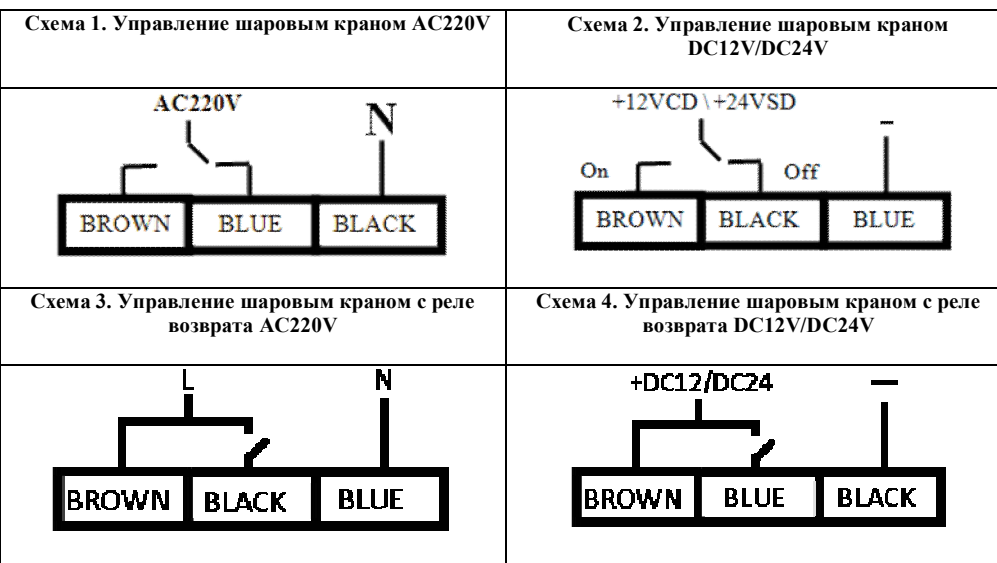 Схема 1. Управление шаровым краном AC220V
Схема 2. Управление шаровым краном
DC12V/DC24V
AC220V
N
BROWN BLUE BLACK
+12VCD \ +24VSD
–
On Off
BROWN BLACK BLUE
Схема 3. Управление шаровым краном с реле
возврата AC220V
Схема 4. Управление шаровым краном с реле
возврата DC12V/DC24V
L N
BROWN BLACK BLUE
+DC12/DC24 —
BROWN BLUE BLACK